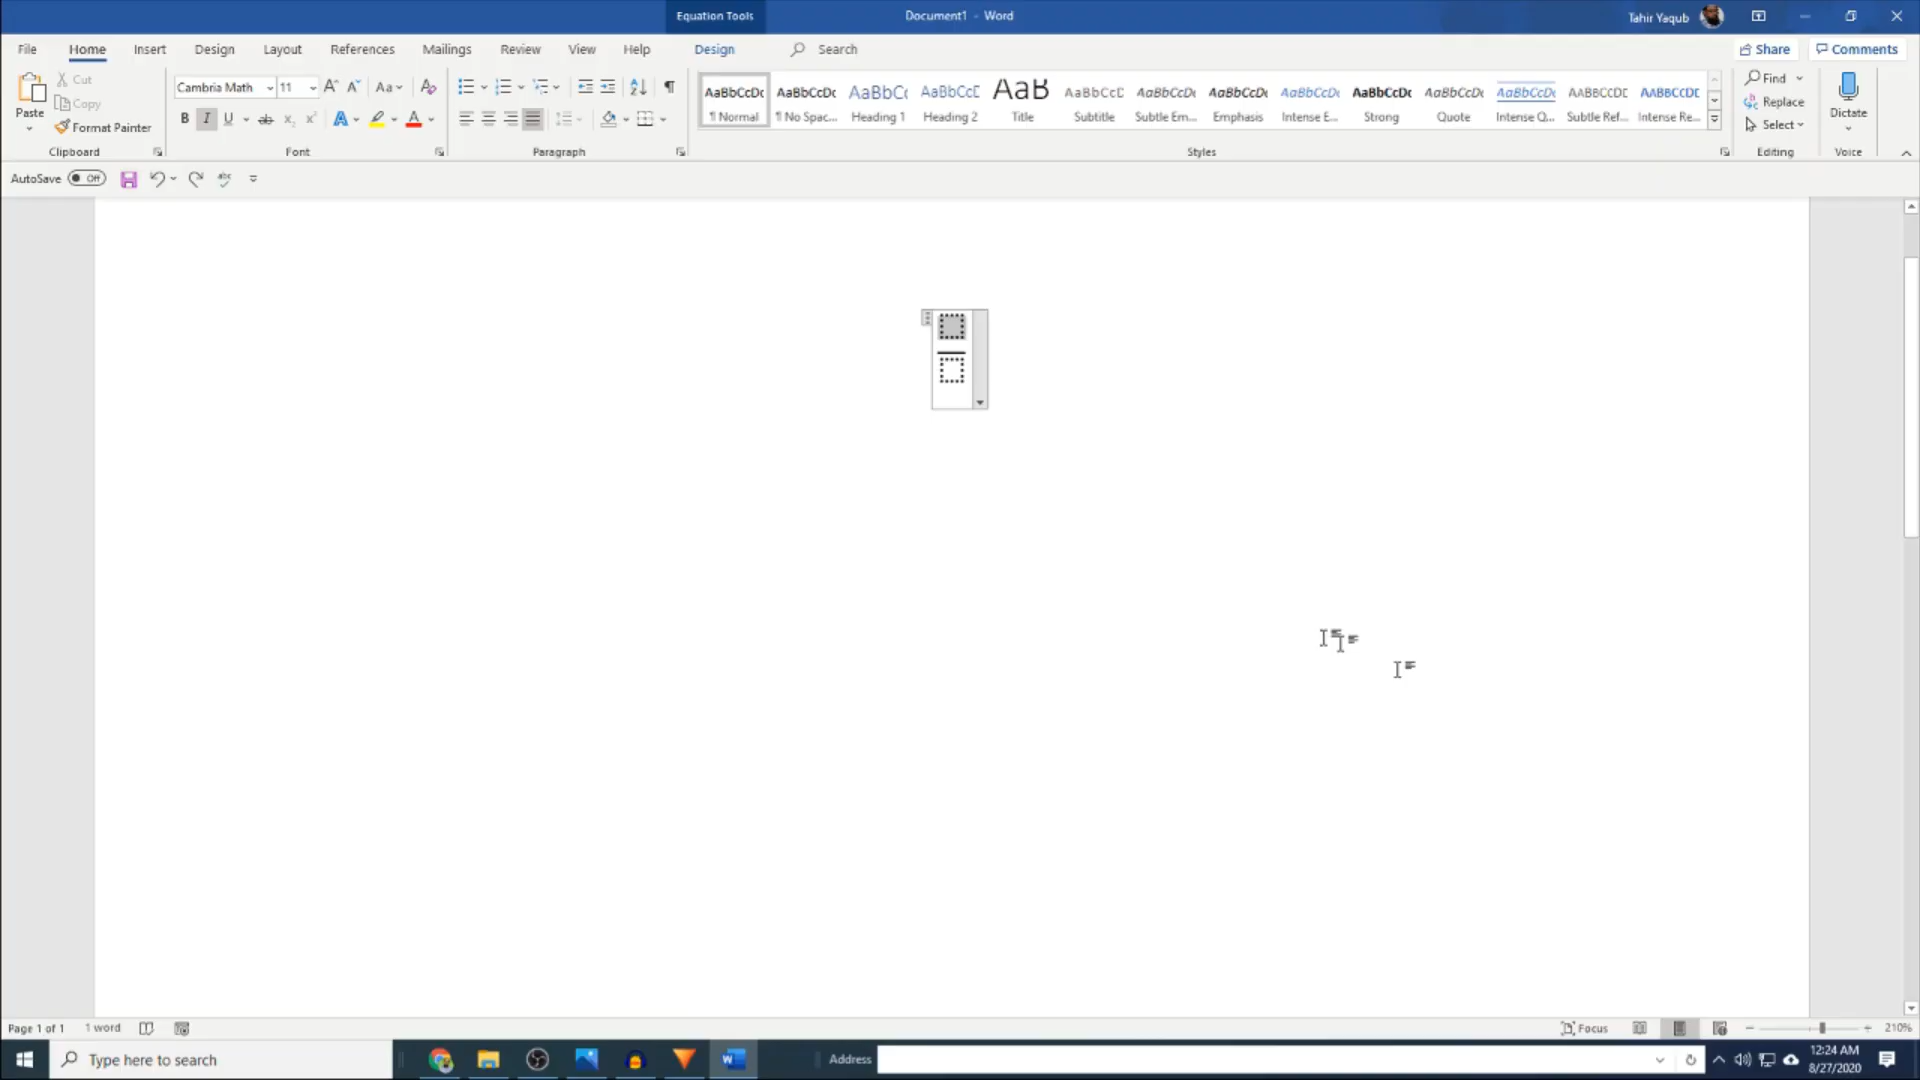 Equation Tools
Document1 - Word
Tahir Yaqub
File Home Insert Design Layout References Mailings Review View Help Design Search
Share Comments
Paste
Cut
Copy
Format Painter
Clipboard
Cambria Math 11
Font
Paragraph
AaBbCcDc AaBbCcDc AaBbCc AaBbCcD AaB AaBbCcD AaBbCcDc AaBbCcDc AaBbCcDc AaBbCcDc AaBbCcDc AaBbCcDc AABBCCDC AABBCCDC
¶ Normal ¶ No Spac... Heading 1 Heading 2 Title Subtitle Subtle Em... Emphasis Intense E... Strong Quote Intense Q... Subtle Ref... Intense Re...
Styles
Find
Replace
Select
Editing
Dictate
Voice
AutoSave Off
Page 1 of 1 1 word
Focus
210%
Type here to search
Address
12:24 AM
8/27/2020